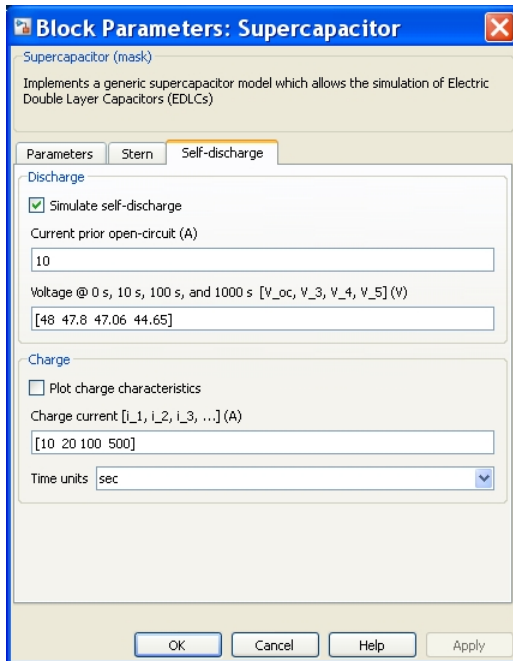 Block Parameters: Supercapacitor
Supercapacitor (mask)
Implements a generic supercapacitor model which allows the simulation of Electric
Double Layer Capacitors (EDLCs)
Parameters Stern Self-discharge
Discharge
Simulate self-discharge
Current prior open-circuit (A)
10
Voltage @ 0 s, 10 s, 100 s, and 1000 s [V_oc, V_3, V_4, V_5] (V)
[48 47.8 47.06 44.65]
Charge
Plot charge characteristics
Charge current [i_1, i_2, i_3, ...] (A)
[10 20 100 500]
Time units sec
OK Cancel Help Apply